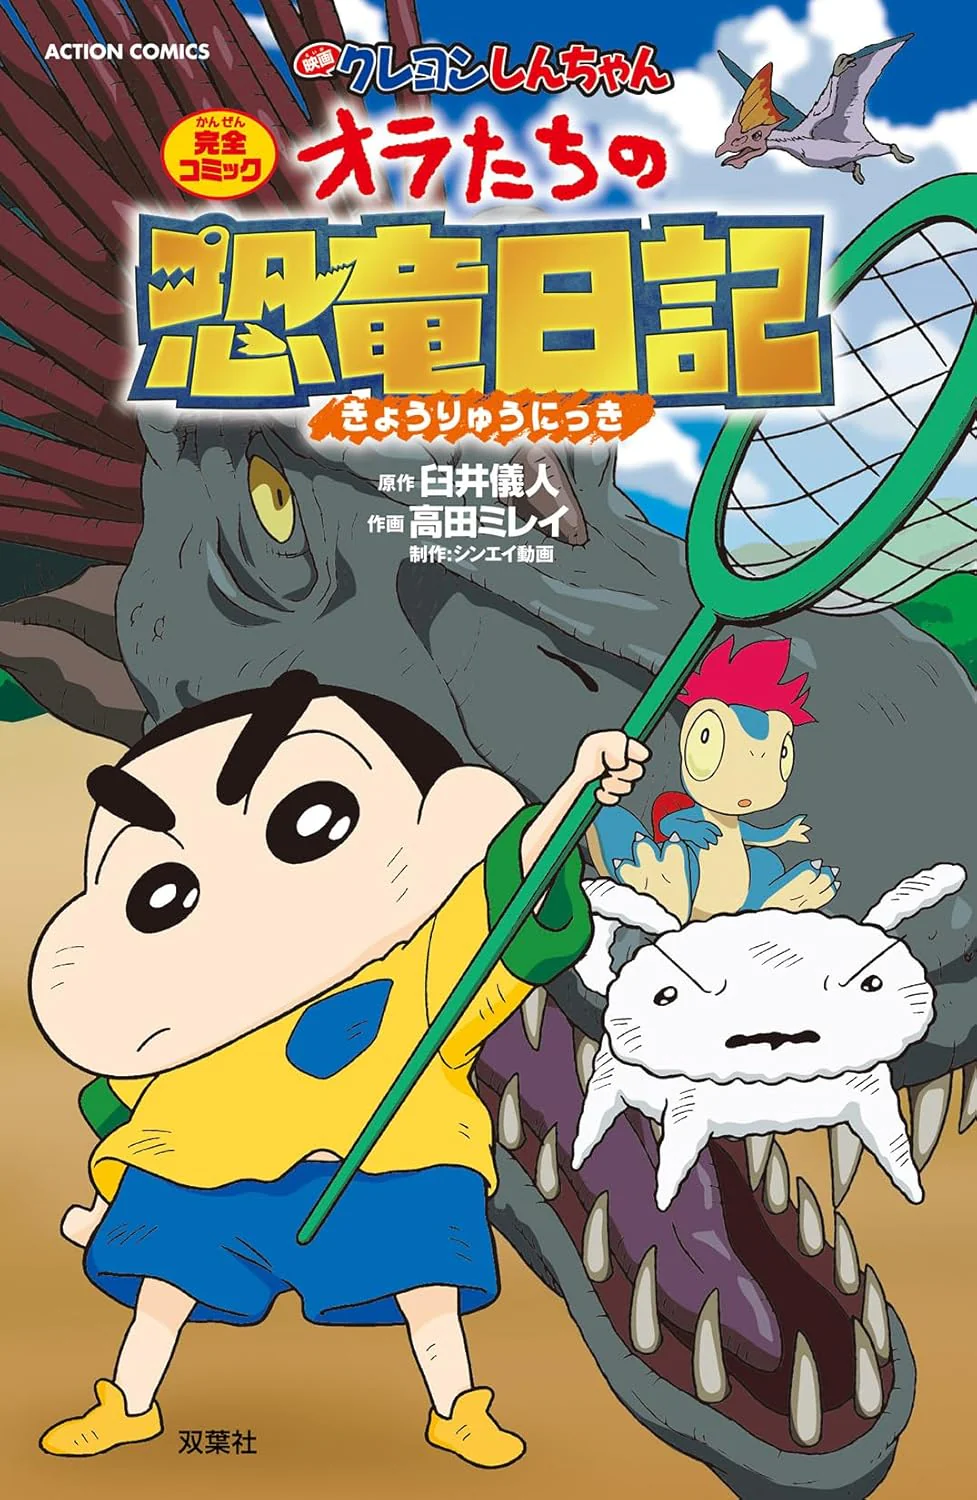 ACTION COMICS
えいが
映画 クレヨンしんちゃん
かんぜん
完全
コミック
オラたちの
恐竜日記
きょうりゅうにっき
原作 臼井儀人
作画 高田ミレイ
制作:シンエイ動画
双葉社